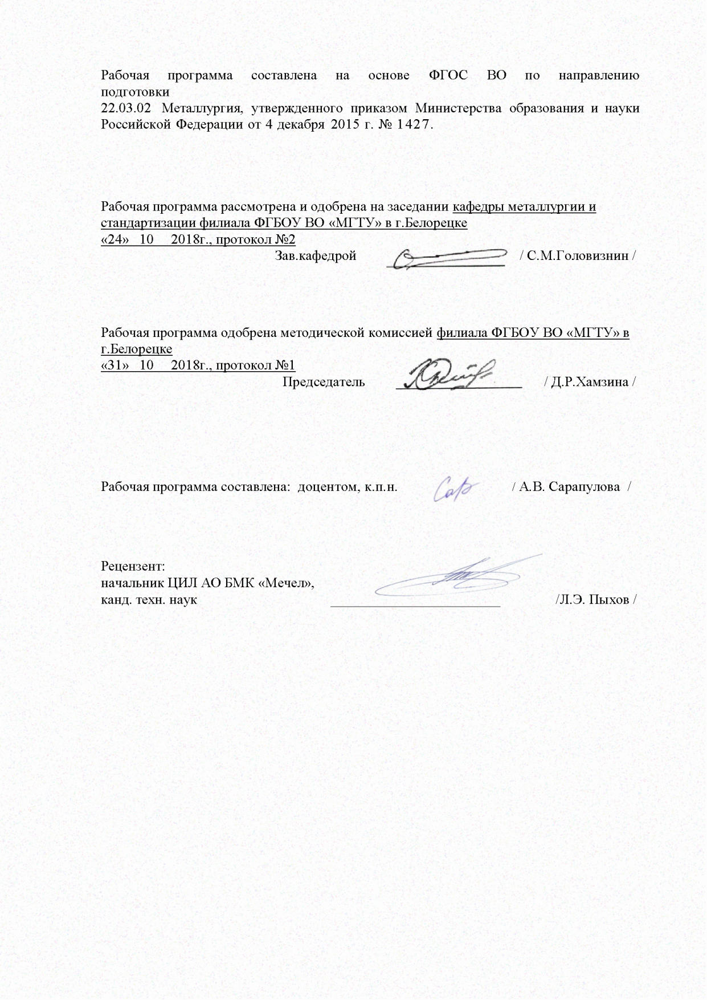 Рабочая программа составлена на основе ФГОС ВО по направлению
подготовки
22.03.02 Металлургия, утвержденного приказом Министерства образования и науки
Российской Федерации от 4 декабря 2015 г. № 1427.
Рабочая программа рассмотрена и одобрена на заседании кафедры металлургии и
стандартизации филиала ФГБОУ ВО «МГТУ» в г.Белорецке
«24» 10 2018г., протокол №2
Зав.кафедрой / С.М.Головизнин /
Рабочая программа одобрена методической комиссией филиала ФГБОУ ВО «МГТУ» в
г.Белорецке
«31» 10 2018г., протокол №1
Председатель / Д.Р.Хамзина /
Рабочая программа составлена: доцентом, к.п.н. / А.В. Сарапулова /
Рецензент:
начальник ЦИЛ АО БМК «Мечел»,
канд. техн. наук /Л.Э. Пыхов /